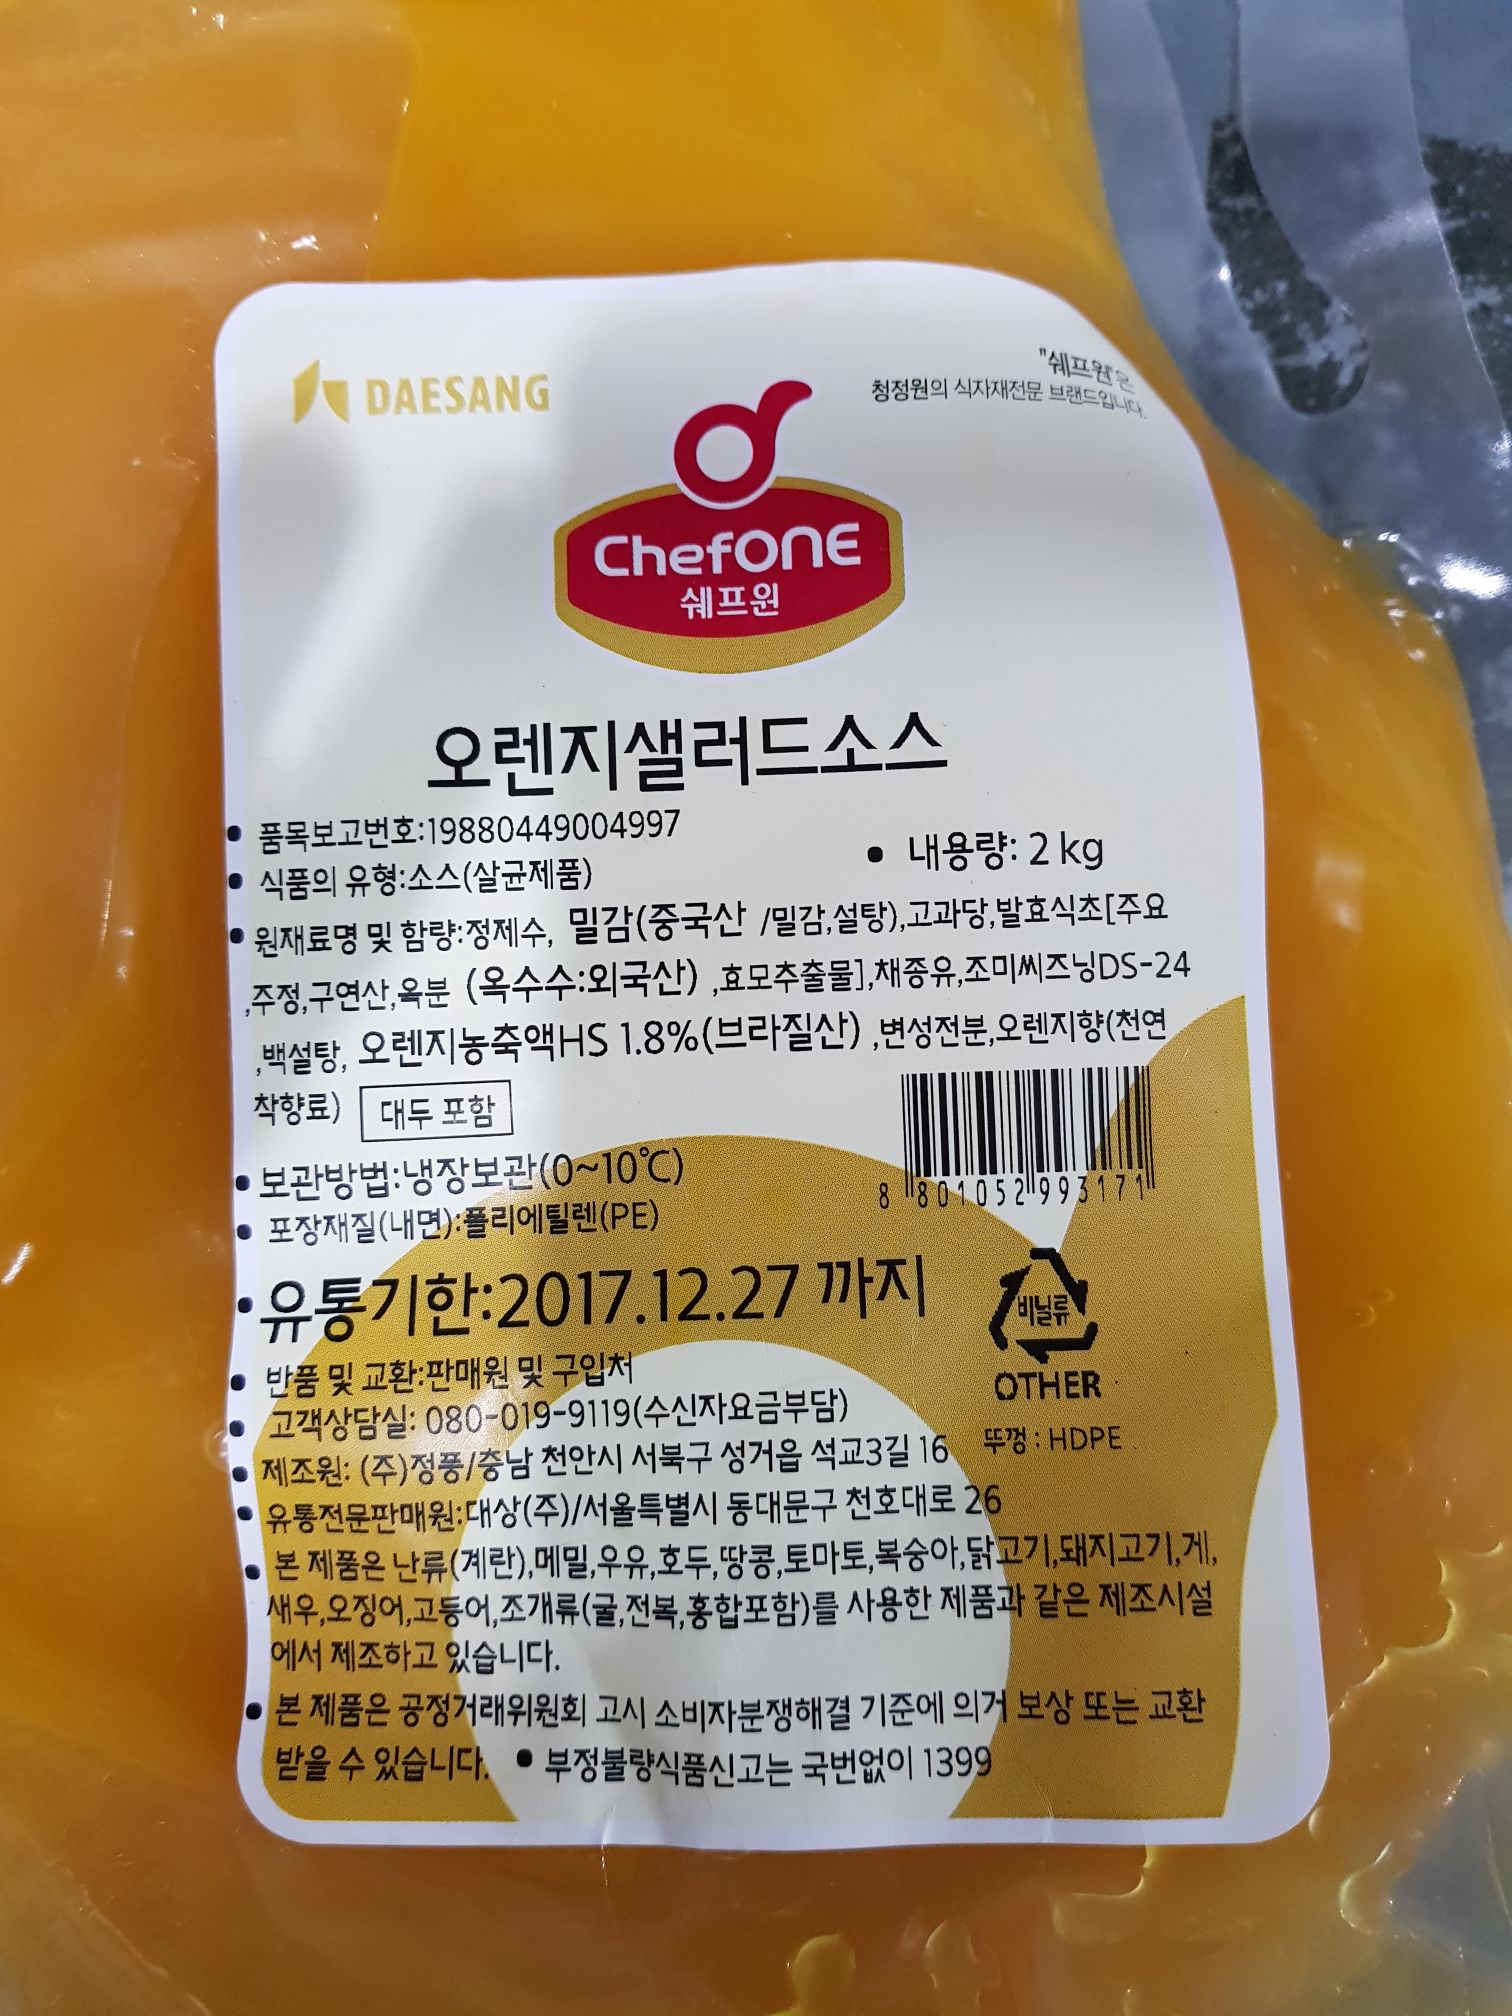 DAESANG
"쉐프원"은
청정원의 식자재전문 브랜드입니다.
ChefONE
쉐프원
오렌지샐러드소스
• 품목보고번호:19880449004997
• 식품의 유형:소스(살균제품)
• 내용량: 2 kg
• 원재료명 및 함량:정제수, 밀감(중국산 /밀감,설탕),고과당,발효식초[주요
,주정,구연산,옥분 (옥수수:외국산) ,효모추출물],채종유,조미씨즈닝DS-24
,백설탕, 오렌지농축액HS 1.8%(브라질산) ,변성전분,오렌지향(천연
착향료) 대두 포함
8 801052 993171
• 보관방법:냉장보관(0~10℃)
• 포장재질(내면):폴리에틸렌(PE)
• 유통기한:2017.12.27 까지
비닐류
OTHER
뚜껑 : HDPE
• 반품 및 교환:판매원 및 구입처
• 고객상담실: 080-019-9119(수신자요금부담)
• 제조원: (주)정풍/충남 천안시 서북구 성거읍 석교3길 16
• 유통전문판매원:대상(주)/서울특별시 동대문구 천호대로 26
• 본 제품은 난류(계란),메밀,우유,호두,땅콩,토마토,복숭아,닭고기,돼지고기,게,
새우,오징어,고등어,조개류(굴,전복,홍합포함)를 사용한 제품과 같은 제조시설
에서 제조하고 있습니다.
• 본 제품은 공정거래위원회 고시 소비자분쟁해결 기준에 의거 보상 또는 교환
받을 수 있습니다. • 부정불량식품신고는 국번없이 1399